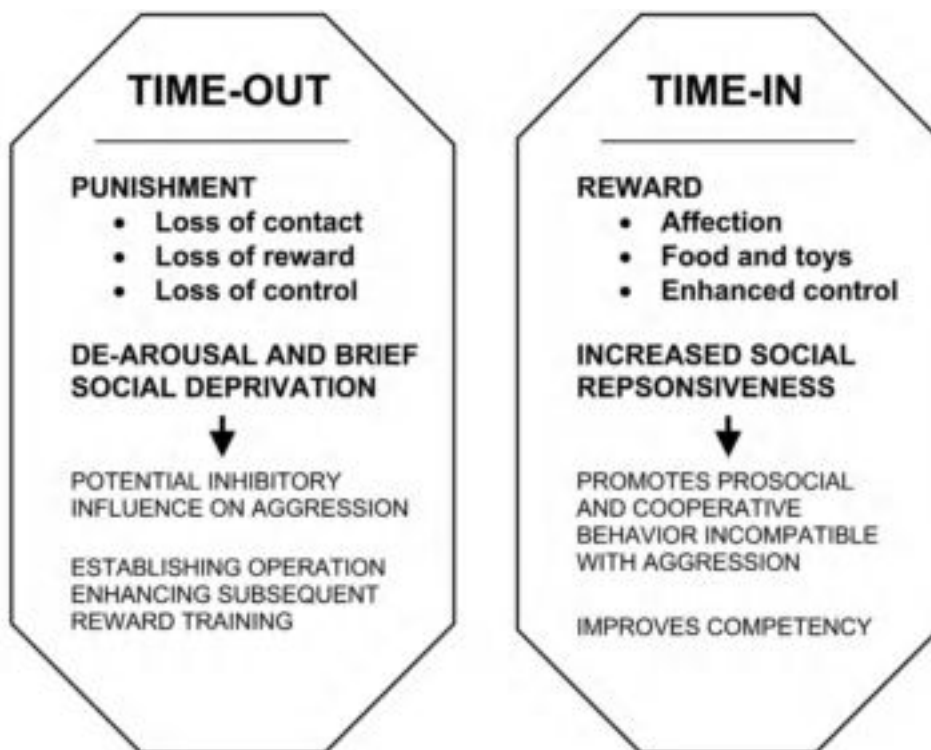 TIME-OUT
PUNISHMENT
• Loss of contact
• Loss of reward
• Loss of control
DE-AROUSAL AND BRIEF
SOCIAL DEPRIVATION
POTENTIAL INHIBITORY
INFLUENCE ON AGGRESSION
ESTABLISHING OPERATION
ENHANCING SUBSEQUENT
REWARD TRAINING
TIME-IN
REWARD
• Affection
• Food and toys
• Enhanced control
INCREASED SOCIAL
REPSONSIVENESS
PROMOTES PROSOCIAL
AND COOPERATIVE
BEHAVIOR INCOMPATIBLE
WITH AGGRESSION
IMPROVES COMPETENCY